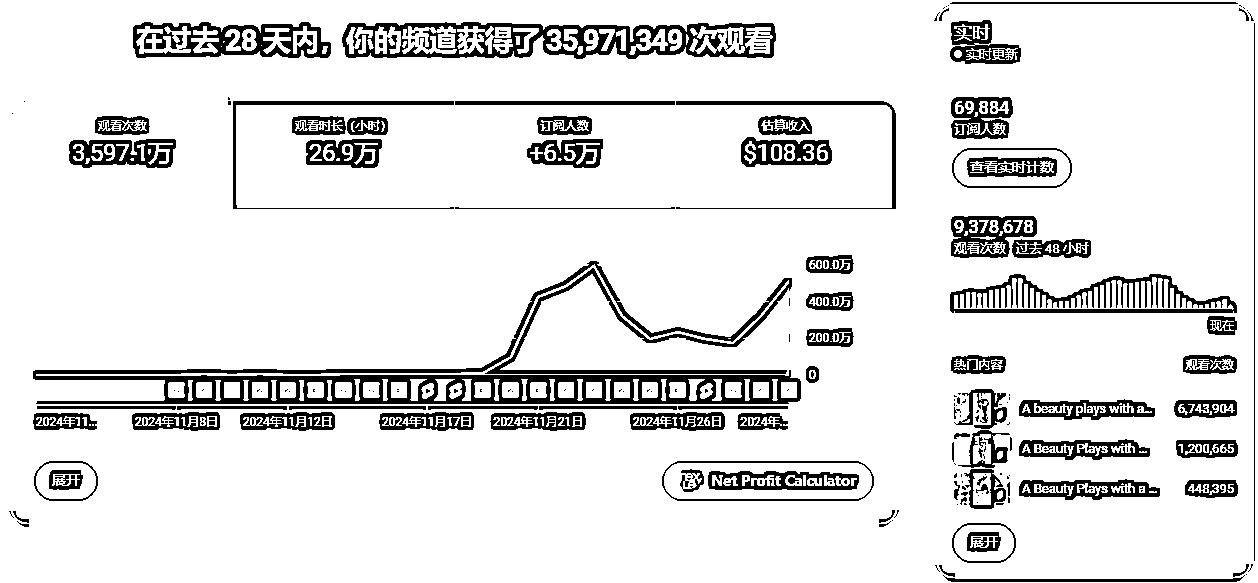 在过去 28 天内，你的频道获得了 35,971,349 次观看
观看次数
3,597.1万
观看时长（小时）
26.9万
订阅人数
+6.5万
估算收入
$108.36
600.0万
400.0万
200.0万
0
2024年11...
2024年11月8日
2024年11月12日
2024年11月17日
2024年11月21日
2024年11月26日
2024年...
展开
Net Profit Calculator
实时
实时更新
69,884
订阅人数
查看实时计数
9,378,678
观看次数 · 过去 48 小时
现在
热门内容 观看次数
A beauty plays with a... 6,743,904
A Beauty Plays with ... 1,200,665
A Beauty Plays with a ... 448,395
展开